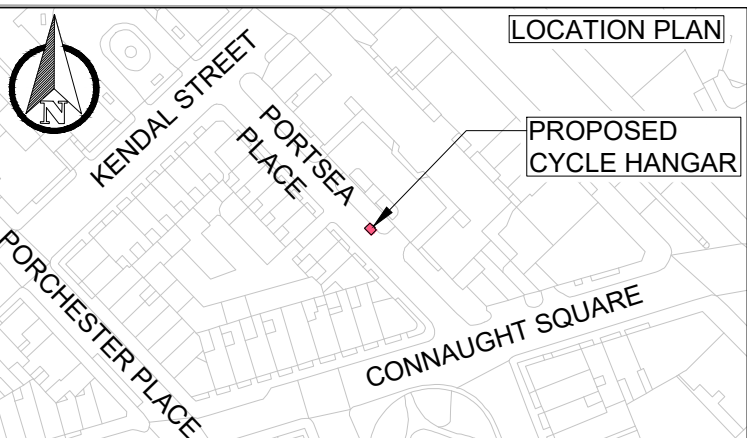 LOCATION PLAN
N
KENDAL STREET
PORTSEA
PLACE
PROPOSED
CYCLE HANGAR
PORCHESTER PLACE
CONNAUGHT SQUARE